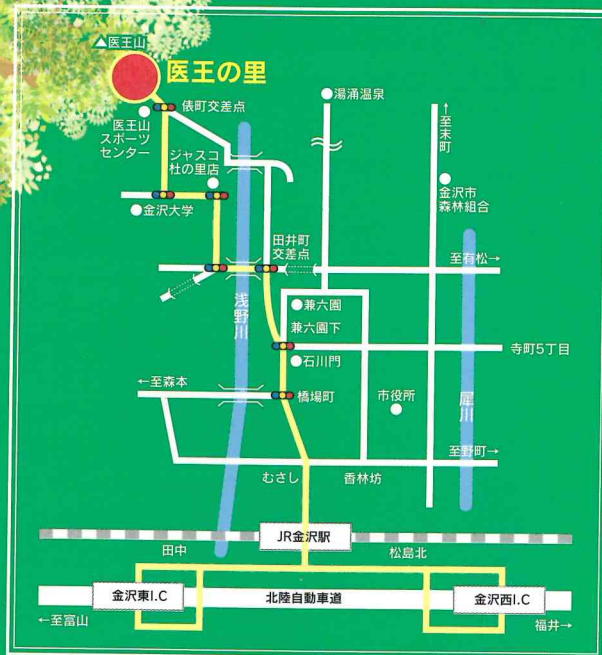 ▲医王山
医王の里
俵町交差点
医王山
スポーツ
センター
湯涌温泉
↑至末町
ジャスコ
杜の里店
金沢市
森林組合
金沢大学
田井町
交差点
至有松→
浅野川
兼六園
兼六園下
寺町5丁目
石川門
←至森本
橋場町
市役所
犀川
至野町→
むさし
香林坊
JR金沢駅
田中
松島北
金沢東I.C
北陸自動車道
金沢西I.C
←至富山
福井→